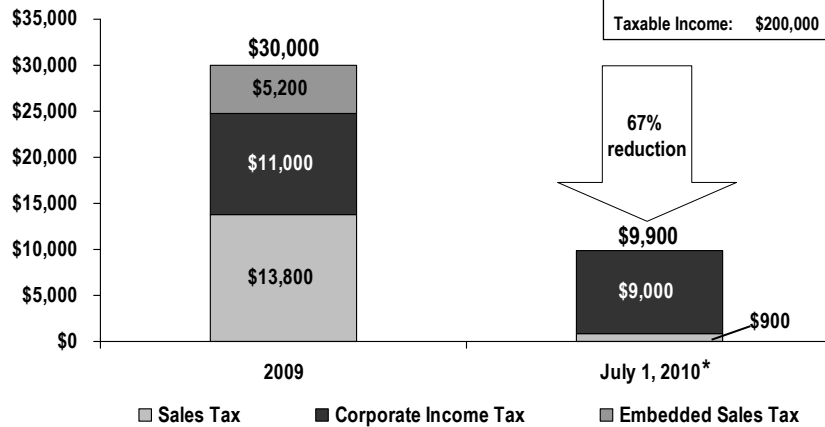 $35,000
Taxable Income: $200,000
$30,000
$30,000
$5,200
$25,000
67%
reduction
$20,000
$11,000
$15,000
$9,900
$10,000
$13,800
$9,000
$5,000
$900
$0
2009
July 1, 2010*
Sales Tax
Corporate Income Tax
Embedded Sales Tax